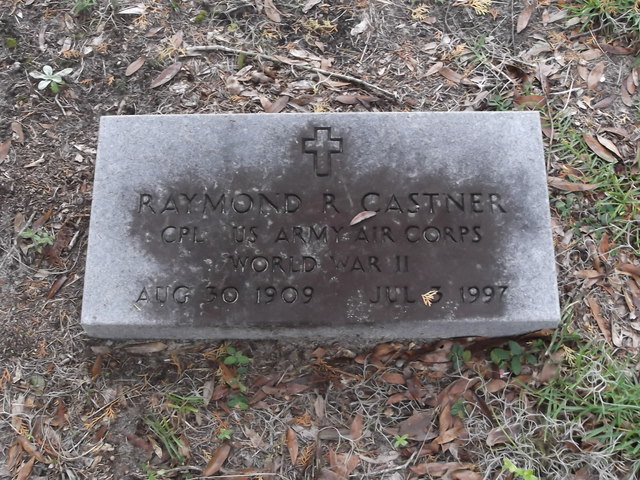 RAYMOND R CASTNER
CPL US ARMY AIR CORPS
WORLD WAR II
AUG 30 1909 JUL 3 1997